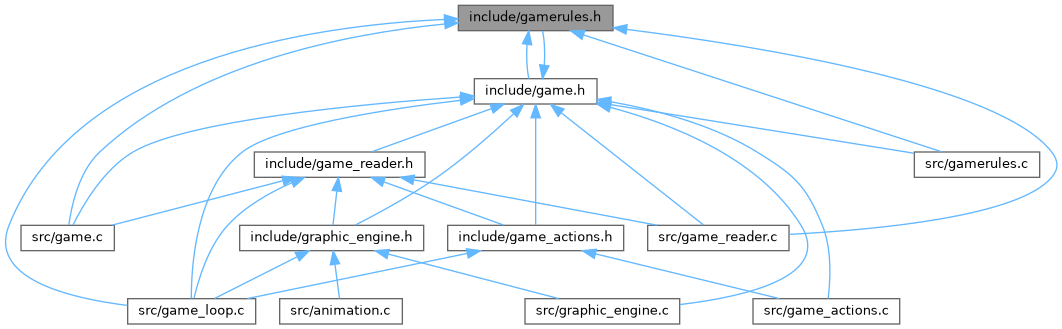 include/gamerules.h
include/game.h
include/game_reader.h
src/gamerules.c
src/game.c
include/graphic_engine.h
include/game_actions.h
src/game_reader.c
src/game_loop.c
src/animation.c
src/graphic_engine.c
src/game_actions.c